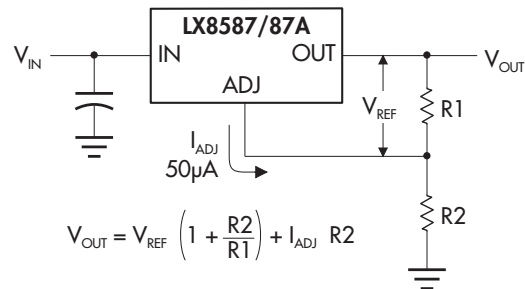 LX8587/87A
V_IN
IN
OUT
V_OUT
ADJ
V_REF
R1
I_ADJ
50µA
R2
V_OUT = V_REF (1 + R2/R1) + I_ADJ R2